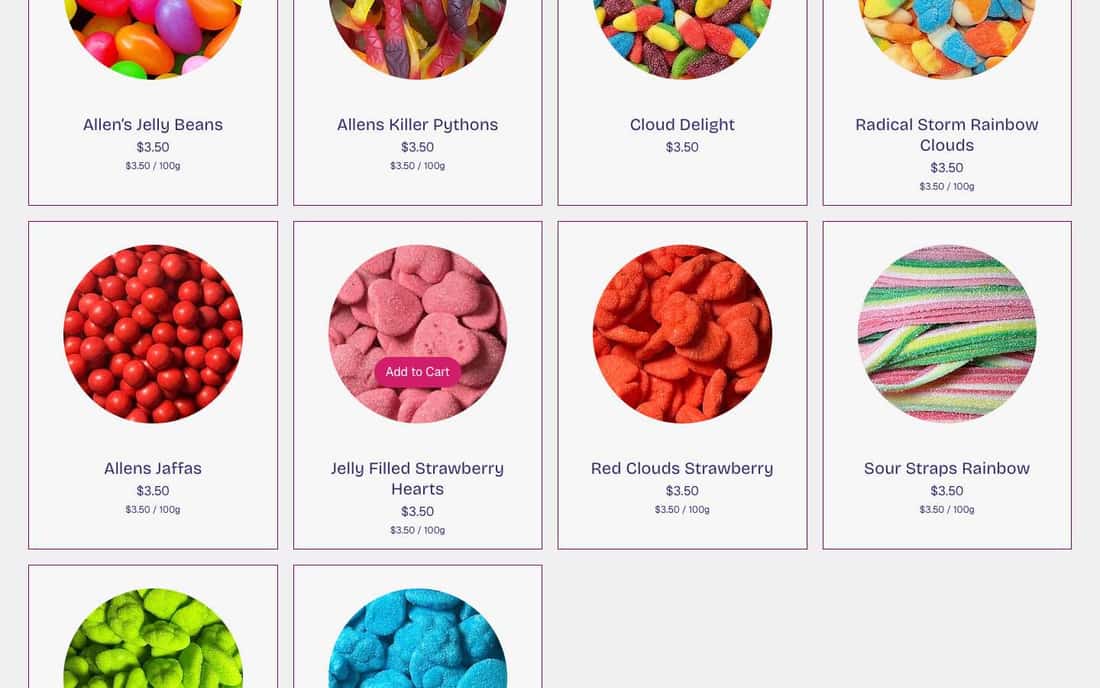 Allen's Jelly Beans
$3.50
$3.50 / 100g
Allens Killer Pythons
$3.50
$3.50 / 100g
Cloud Delight
$3.50
Radical Storm Rainbow
Clouds
$3.50
$3.50 / 100g
Allens Jaffas
$3.50
$3.50 / 100g
Add to Cart
Jelly Filled Strawberry
Hearts
$3.50
$3.50 / 100g
Red Clouds Strawberry
$3.50
$3.50 / 100g
Sour Straps Rainbow
$3.50
$3.50 / 100g